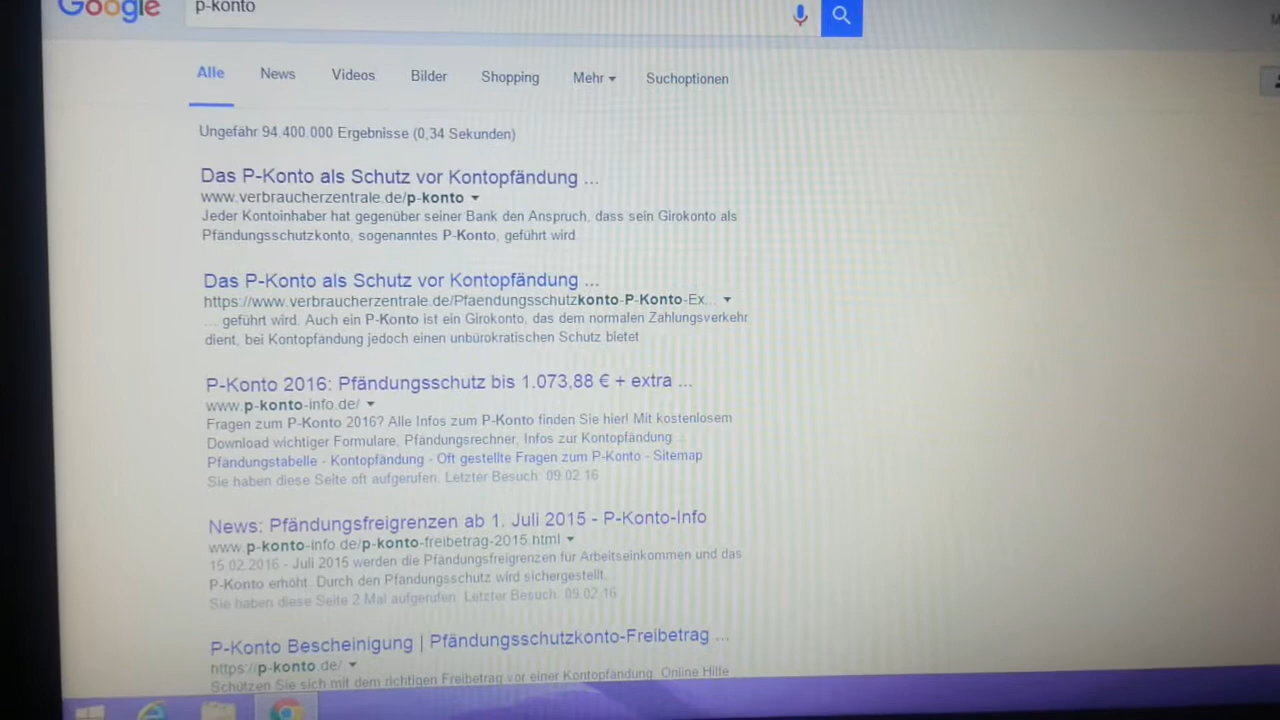 Google
p-konto
Alle News Videos Bilder Shopping Mehr Suchoptionen
Ungefähr 94.400.000 Ergebnisse (0,34 Sekunden)
Das P-Konto als Schutz vor Kontopfändung ...
www.verbraucherzentrale.de/p-konto
Jeder Kontoinhaber hat gegenüber seiner Bank den Anspruch, dass sein Girokonto als
Pfändungsschutzkonto, sogenanntes P-Konto, geführt wird.
Das P-Konto als Schutz vor Kontopfändung ...
https://www.verbraucherzentrale.de/Pfaendungsschutzkonto-P-Konto-Ex...
... geführt wird. Auch ein P-Konto ist ein Girokonto, das dem normalen Zahlungsverkehr
dient, bei Kontopfändung jedoch einen unbürokratischen Schutz bietet
P-Konto 2016: Pfändungsschutz bis 1.073,88 € + extra ...
www.p-konto-info.de/
Fragen zum P-Konto 2016? Alle Infos zum P-Konto finden Sie hier! Mit kostenlosem
Download wichtiger Formulare, Pfändungsrechner, Infos zur Kontopfändung ...
Pfändungstabelle - Kontopfändung - Oft gestellte Fragen zum P-Konto - Sitemap
Sie haben diese Seite oft aufgerufen. Letzter Besuch: 09.02.16
News: Pfändungsfreigrenzen ab 1. Juli 2015 - P-Konto-Info
www.p-konto-info.de/p-konto-freibetrag-2015.html
15.02.2016 - Juli 2015 werden die Pfändungsfreigrenzen für Arbeitseinkommen und das
P-Konto erhöht. Durch den Pfändungsschutz wird sichergestellt...
Sie haben diese Seite 2 Mal aufgerufen. Letzter Besuch: 09.02.16
P-Konto Bescheinigung | Pfändungsschutzkonto-Freibetrag ...
https://p-konto.de/
Schützen Sie sich mit dem richtigen Freibetrag vor einer Kontopfändung. Online Hilfe